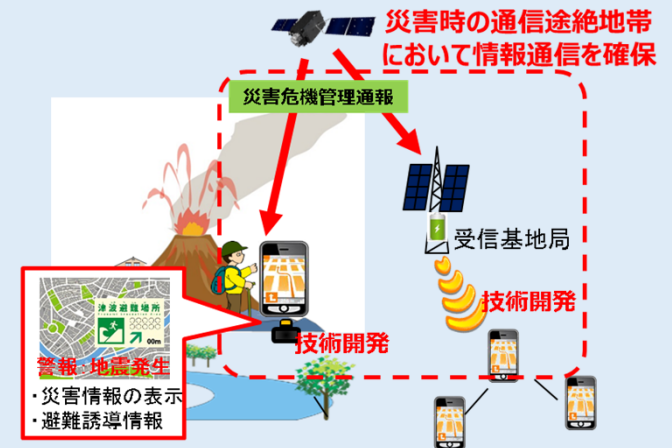 災害時の通信途絶地帯
において情報通信を確保
災害危機管理通報
受信基地局
技術開発
技術開発
津波避難場所
00m
警報:地震発生
・災害情報の表示
・避難誘導情報